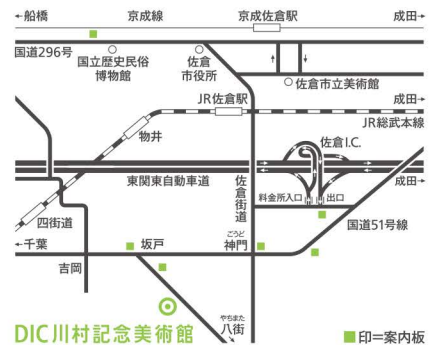 ←船橋 京成線 京成佐倉駅 成田→
国道296号
国立歴史民俗
博物館
佐倉
市役所
佐倉市立美術館
JR佐倉駅 成田→
JR総武本線
物井
佐倉I.C.
東関東自動車道
佐倉街道
料金所入口 出口
成田→
四街道
国道51号線
←千葉
坂戸
ごうど
神門
吉岡
やちまた
八街
DIC川村記念美術館
印=案内板